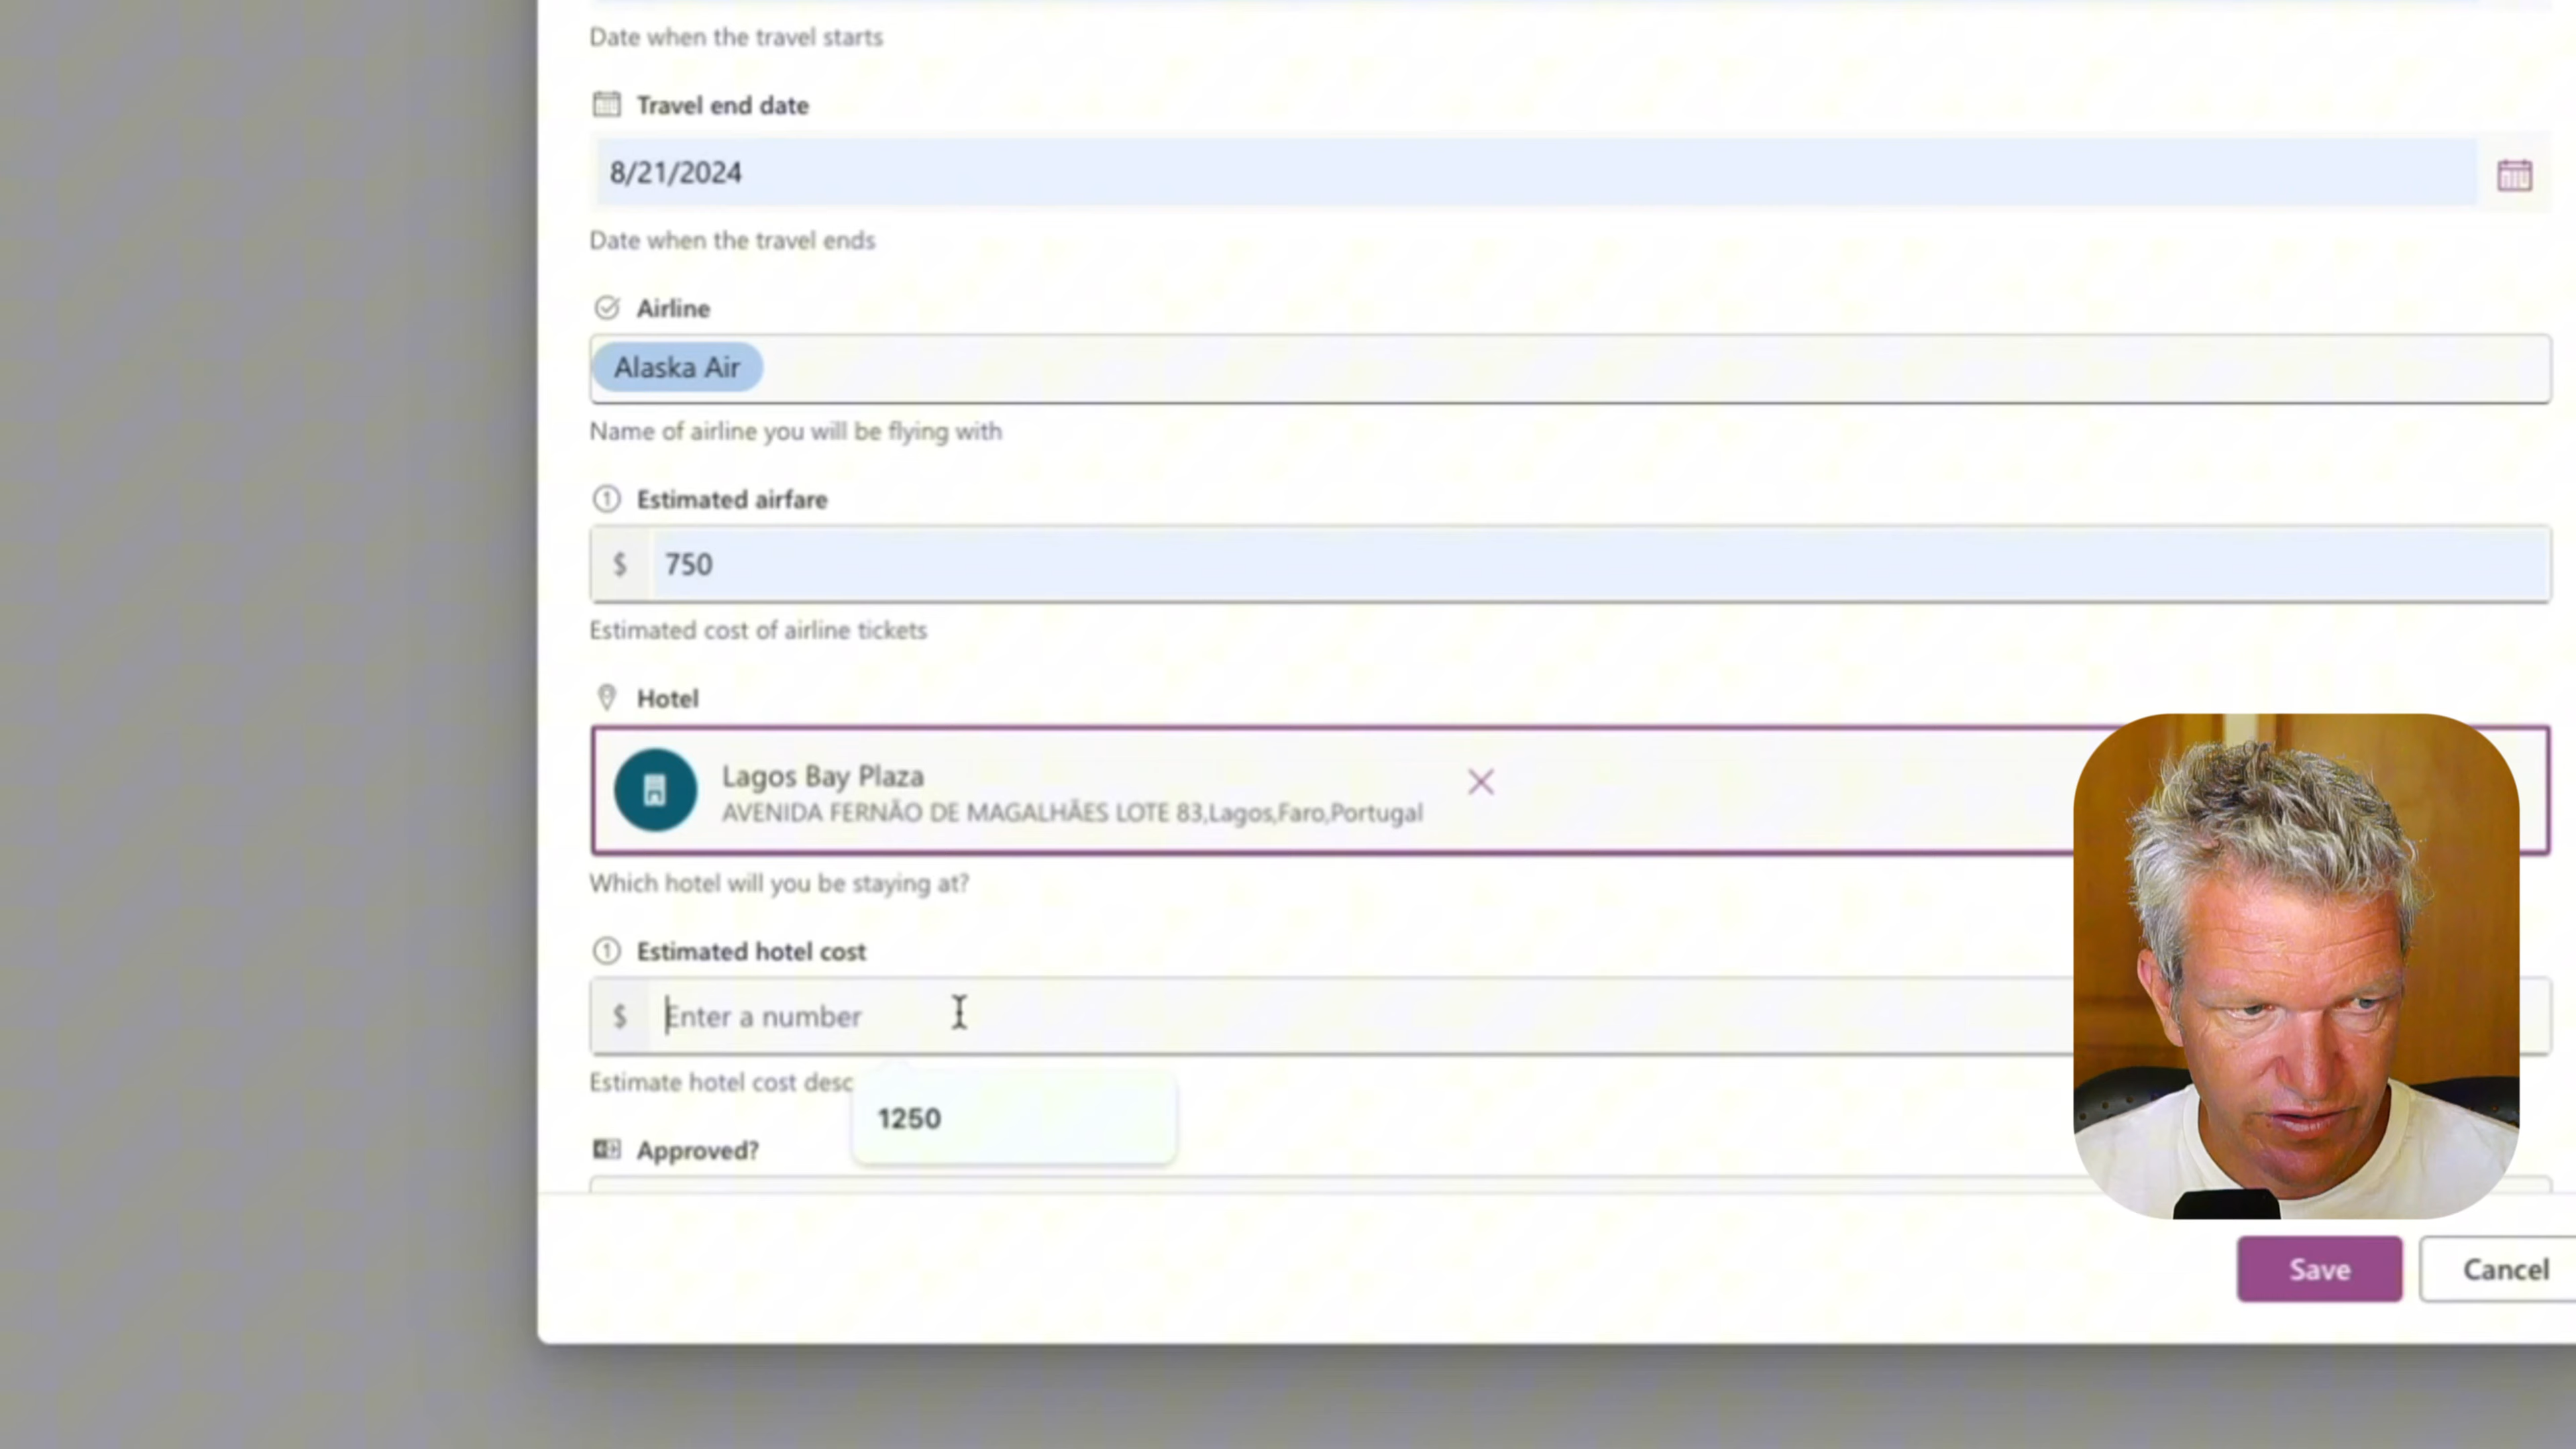 Date when the travel starts
Travel end date
8/21/2024
Date when the travel ends
Airline
Alaska Air
Name of airline you will be flying with
Estimated airfare
$ 750
Estimated cost of airline tickets
Hotel
Lagos Bay Plaza
AVENIDA FERNÃO DE MAGALHÃES LOTE 83,Lagos,Faro,Portugal
Which hotel will you be staying at?
Estimated hotel cost
$ Enter a number
Estimate hotel cost desc
1250
Approved?
Save Cancel